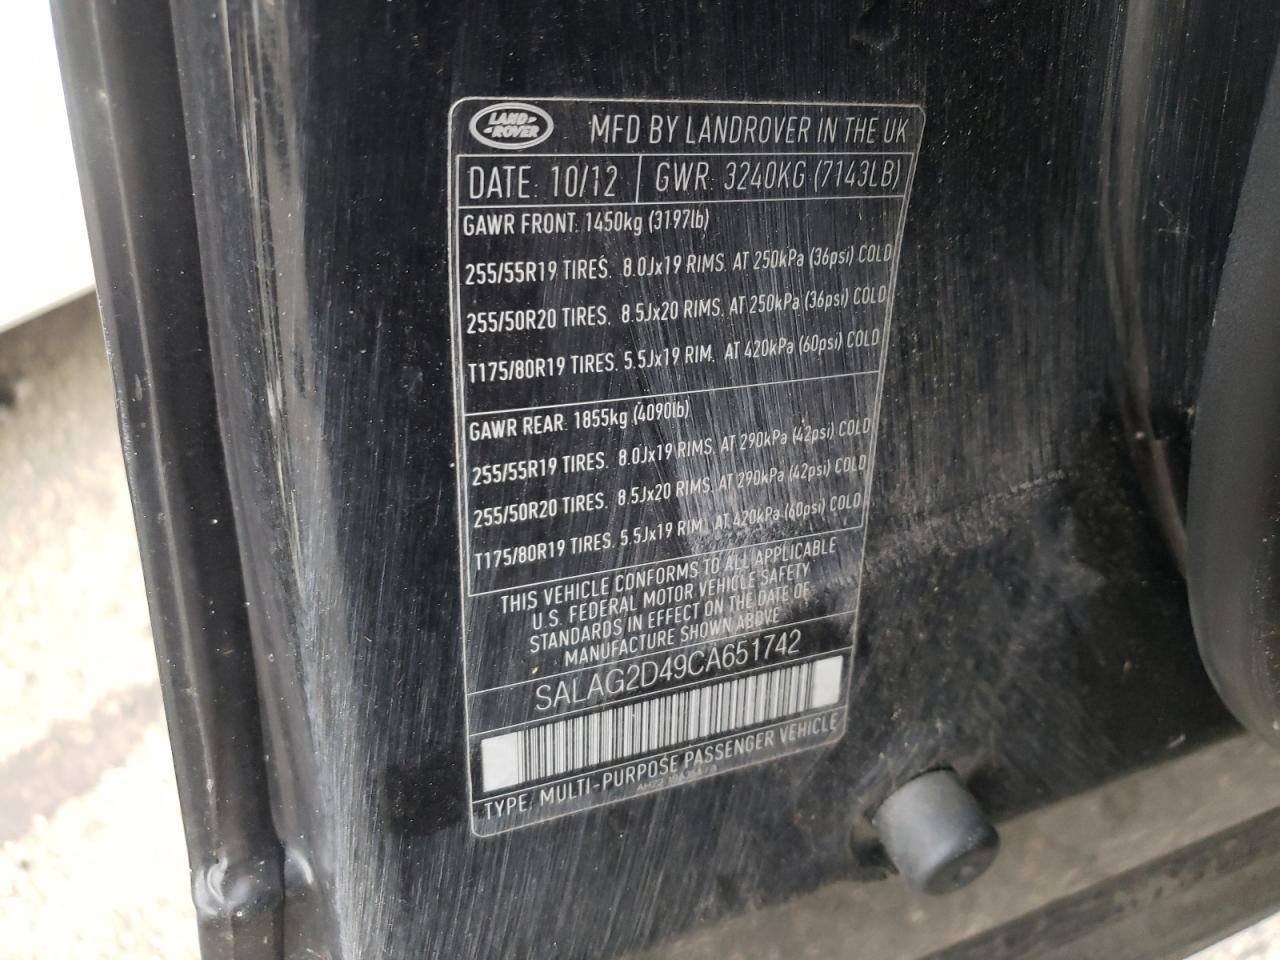 LAND-
-ROVER
MFD BY LANDROVER IN THE UK
DATE: 10/12 GWR: 3240KG (7143LB)
GAWR FRONT: 1450kg (3197lb)
255/55R19 TIRES. 8.0Jx19 RIMS. AT 250kPa (36psi) COLD
255/50R20 TIRES. 8.5Jx20 RIMS. AT 250kPa (36psi) COLD
T175/80R19 TIRES. 5.5Jx19 RIM. AT 420kPa (60psi) COLD
GAWR REAR: 1855kg (4090lb)
255/55R19 TIRES. 8.0Jx19 RIMS. AT 290kPa (42psi) COLD
255/50R20 TIRES. 8.5Jx20 RIMS. AT 290kPa (42psi) COLD
T175/80R19 TIRES. 5.5Jx19 RIM. AT 420kPa (60psi) COLD
THIS VEHICLE CONFORMS TO ALL APPLICABLE
U.S. FEDERAL MOTOR VEHICLE SAFETY
STANDARDS IN EFFECT ON THE DATE OF
MANUFACTURE SHOWN ABOVE
SALAG2D49CA651742
TYPE: MULTI-PURPOSE PASSENGER VEHICLE